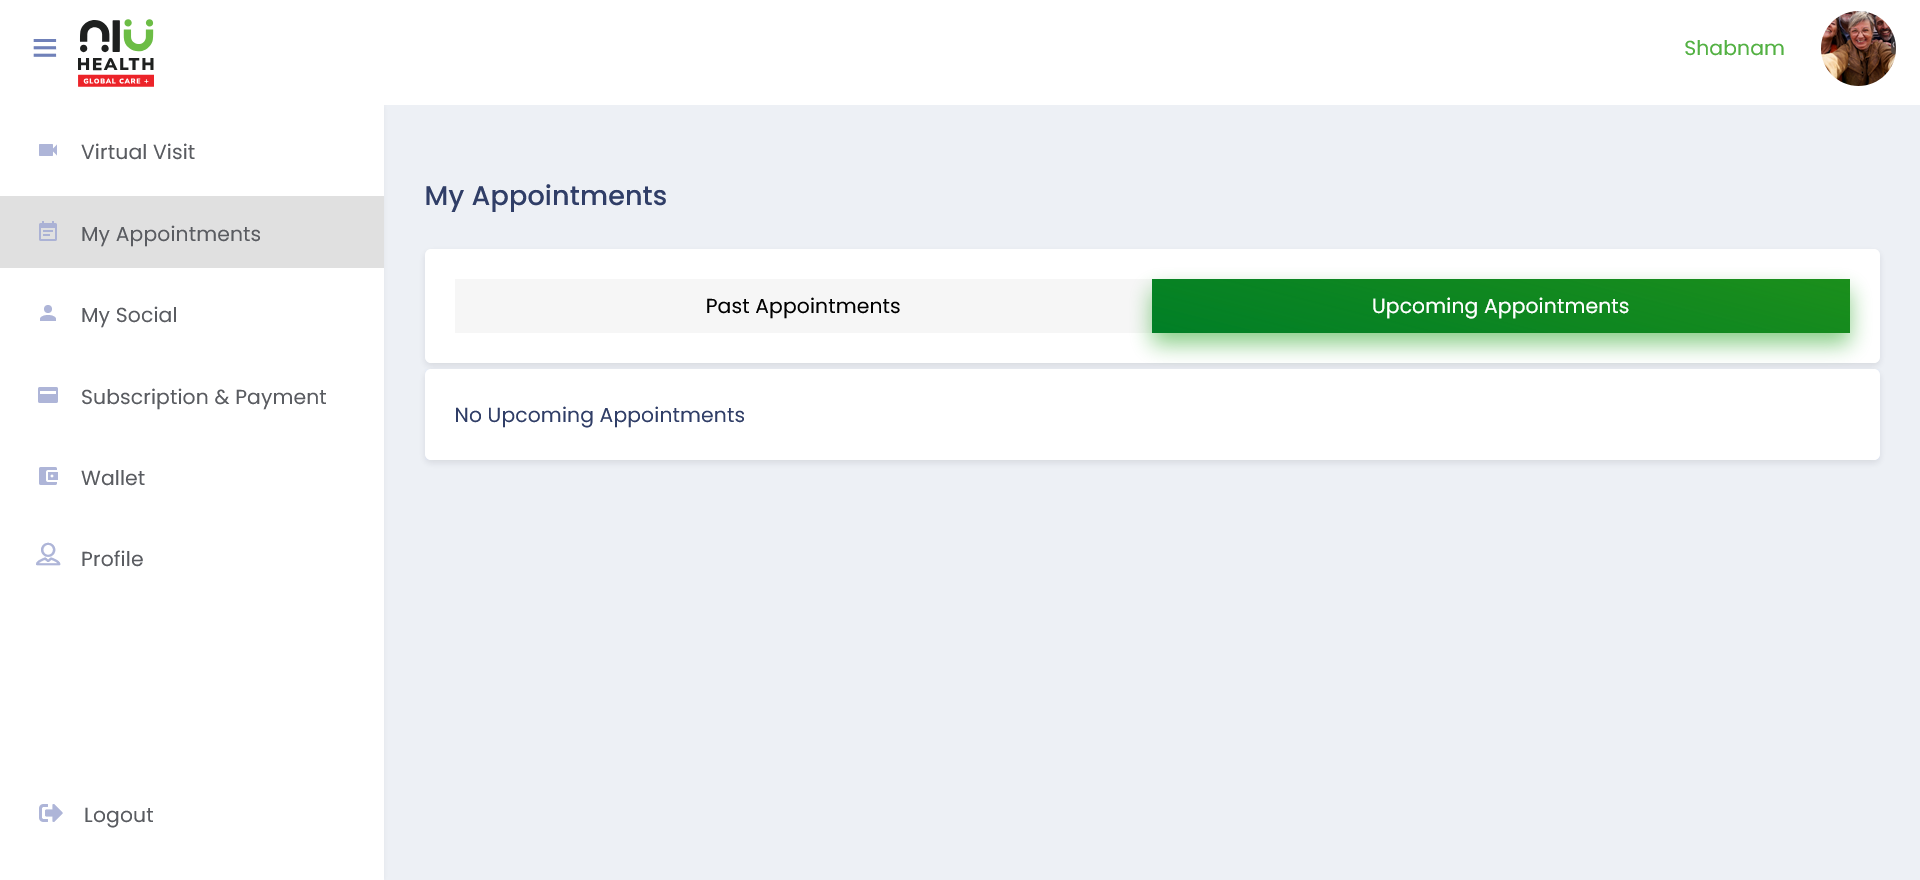 NIU
HEALTH
GLOBAL CARE +
Shabnam
Virtual Visit
My Appointments
My Social
Subscription & Payment
Wallet
Profile
Logout
My Appointments
Past Appointments
Upcoming Appointments
No Upcoming Appointments